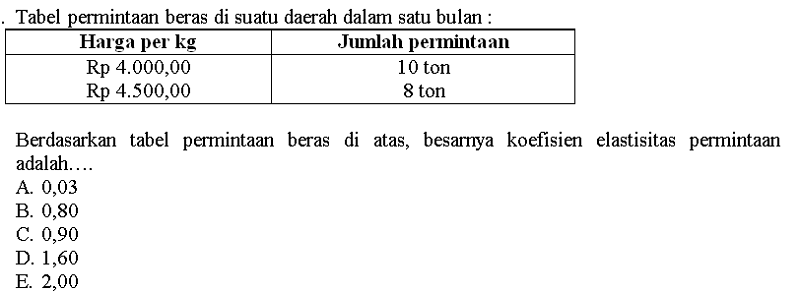 . Tabel permintaan beras di suatu daerah dalam satu bulan :
Harga per kg Jumlah permintaan
Rp 4.000,00 10 ton
Rp 4.500,00 8 ton
Berdasarkan tabel permintaan beras di atas, besarnya koefisien elastisitas permintaan
adalah….
A. 0,03
B. 0,80
C. 0,90
D. 1,60
E. 2,00